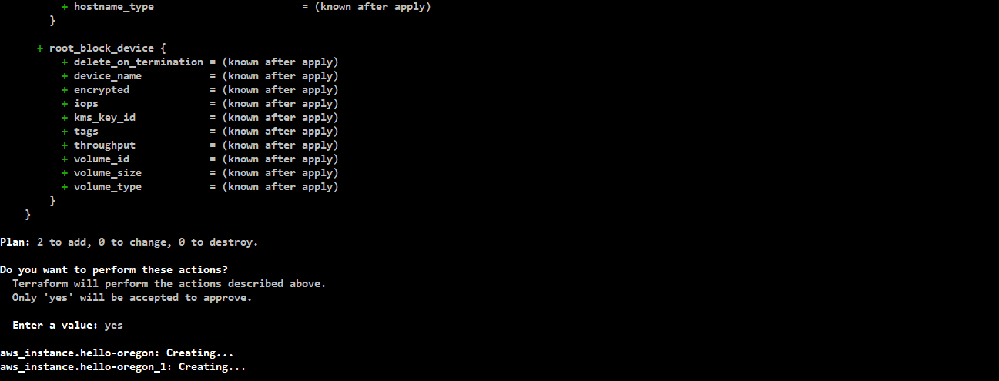 + hostname_type = (known after apply)
}
+ root_block_device {
+ delete_on_termination = (known after apply)
+ device_name = (known after apply)
+ encrypted = (known after apply)
+ iops = (known after apply)
+ kms_key_id = (known after apply)
+ tags = (known after apply)
+ throughput = (known after apply)
+ volume_id = (known after apply)
+ volume_size = (known after apply)
+ volume_type = (known after apply)
}
}
Plan: 2 to add, 0 to change, 0 to destroy.
Do you want to perform these actions?
Terraform will perform the actions described above.
Only 'yes' will be accepted to approve.
Enter a value: yes
aws_instance.hello-oregon: Creating...
aws_instance.hello-oregon_1: Creating...